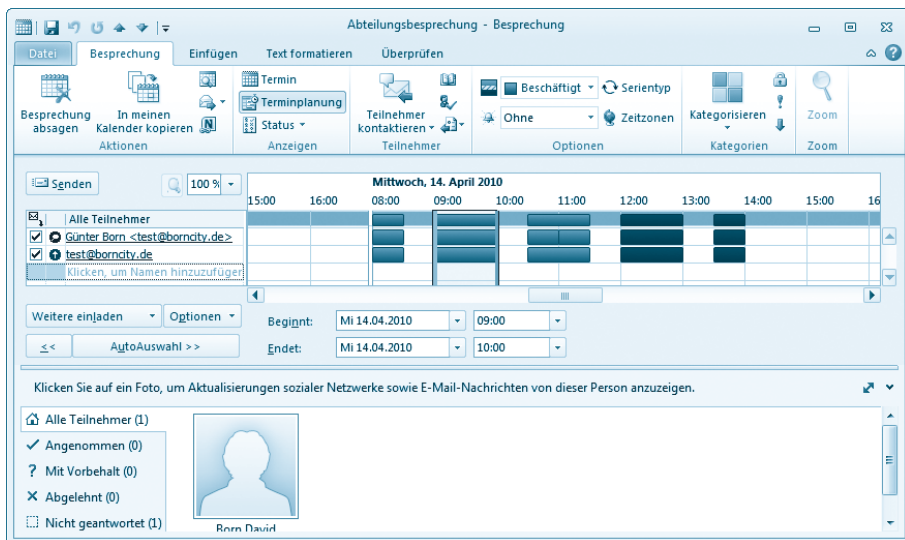 Abteilungsbesprechung - Besprechung
Datei Besprechung Einfügen Text formatieren Überprüfen
Besprechung absagen
In meinen Kalender kopieren
Aktionen
Termin
Terminplanung
Status
Anzeigen
Teilnehmer kontaktieren
Teilnehmer
Beschäftigt
Serientyp
Ohne
Zeitzonen
Optionen
Kategorisieren
Kategorien
Zoom
Zoom
Senden
100 %
Mittwoch, 14. April 2010
15:00 16:00 08:00 09:00 10:00 11:00 12:00 13:00 14:00 15:00 16
Alle Teilnehmer
Günter Born <test@borncity.de>
test@borncity.de
Klicken, um Namen hinzuzufüger
Weitere einladen Optionen
Beginnt: Mi 14.04.2010 09:00
<< AutoAuswahl >>
Endet: Mi 14.04.2010 10:00
Klicken Sie auf ein Foto, um Aktualisierungen sozialer Netzwerke sowie E-Mail-Nachrichten von dieser Person anzuzeigen.
Alle Teilnehmer (1)
Angenommen (0)
Mit Vorbehalt (0)
Abgelehnt (0)
Nicht geantwortet (1)
Born David